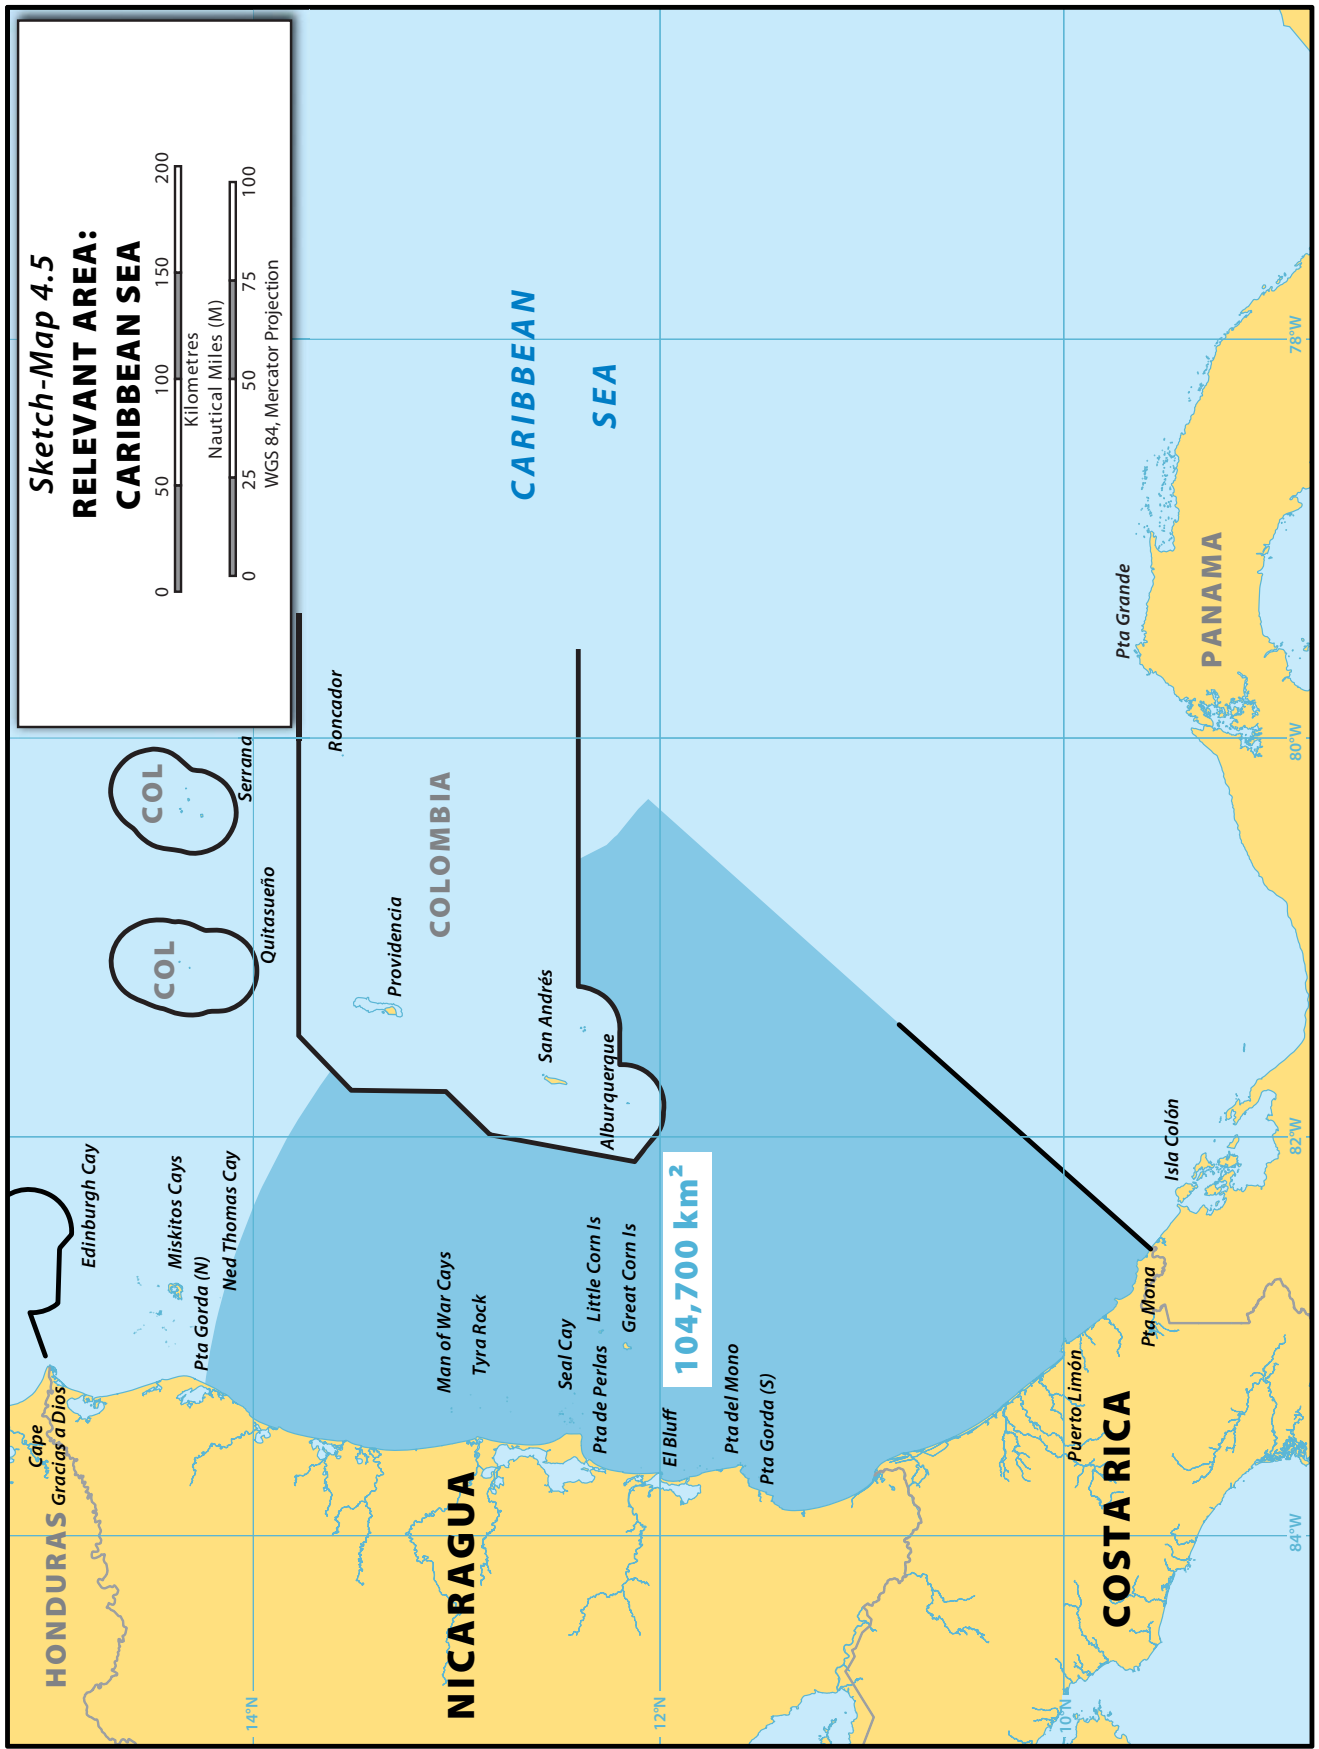 Sketch-Map 4.5
RELEVANT AREA:
CARIBBEAN SEA
0 50 100 150 200
Kilometres
Nautical Miles (M)
0 25 50 75 100
WGS 84, Mercator Projection
HONDURAS
Cape
Gracias a Dios
Edinburgh Cay
Miskitos Cays
Pta Gorda (N)
Ned Thomas Cay
COL
Quitasueño
COL
Serrana
Roncador
14°N
Providencia
COLOMBIA
NICARAGUA
Man of War Cays
Tyra Rock
San Andrés
CARIBBEAN
SEA
Seal Cay
Little Corn Is
Pta de Perlas
Great Corn Is
Alburquerque
12°N
El Bluff
104,700 km²
Pta del Mono
Pta Gorda (S)
10°N
Puerto Limón
COSTA RICA
Pta Mona
Isla Colón
Pta Grande
PANAMA
84°W
82°W
80°W
78°W